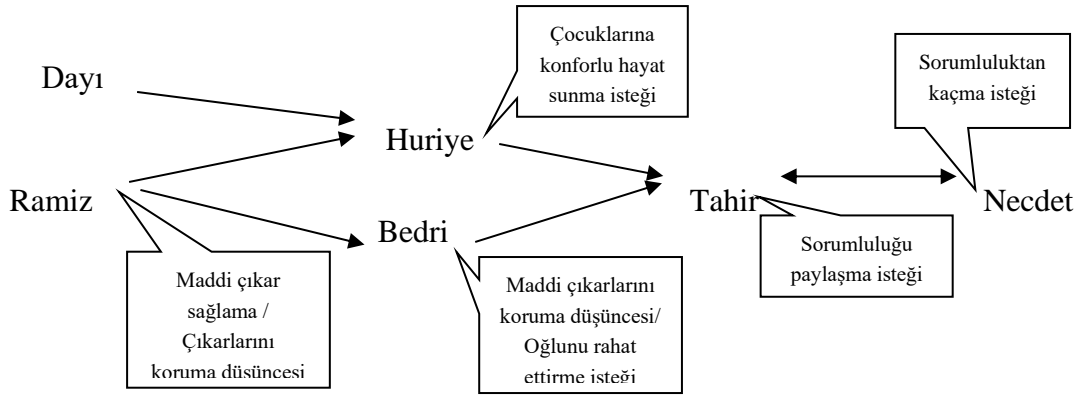 Çocuklarına
konforlu hayat
sunma isteği
Sorumluluktan
kaçma isteği
Dayı
Huriye
Ramiz
Tahir
Necdet
Bedri
Sorumluluğu
paylaşma isteği
Maddi çıkar
sağlama /
Çıkarlarını
koruma düşüncesi
Maddi çıkarlarını
koruma düşüncesi/
Oğlunu rahat
ettirme isteği